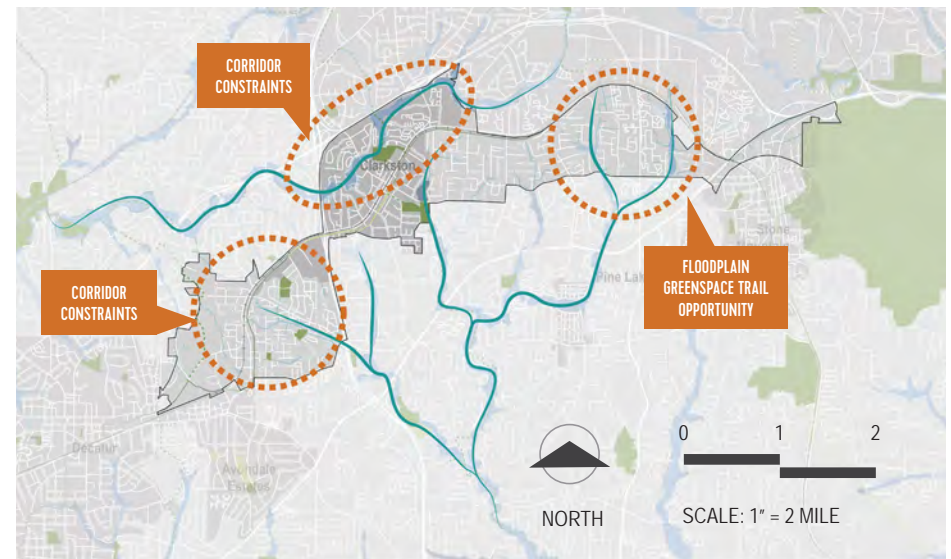 CORRIDOR
CONSTRAINTS
Clarkston
CORRIDOR
CONSTRAINTS
FLOODPLAIN
GREENSPACE TRAIL
OPPORTUNITY
Stone
Pine Lake
Decatur
Avondale
Estates
NORTH
0 1 2
SCALE: 1" = 2 MILE